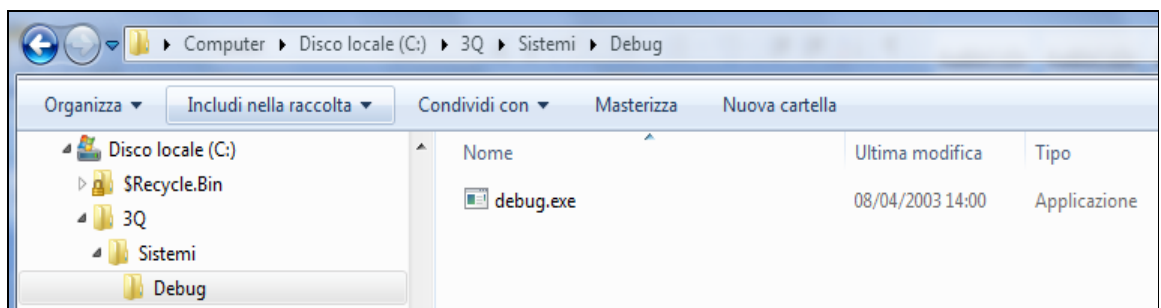 Computer Disco locale (C:) 3Q Sistemi Debug
Organizza Includi nella raccolta Condividi con Masterizza Nuova cartella
Disco locale (C:)
$Recycle.Bin
3Q
Sistemi
Debug
Nome Ultima modifica Tipo
debug.exe 08/04/2003 14:00 Applicazione